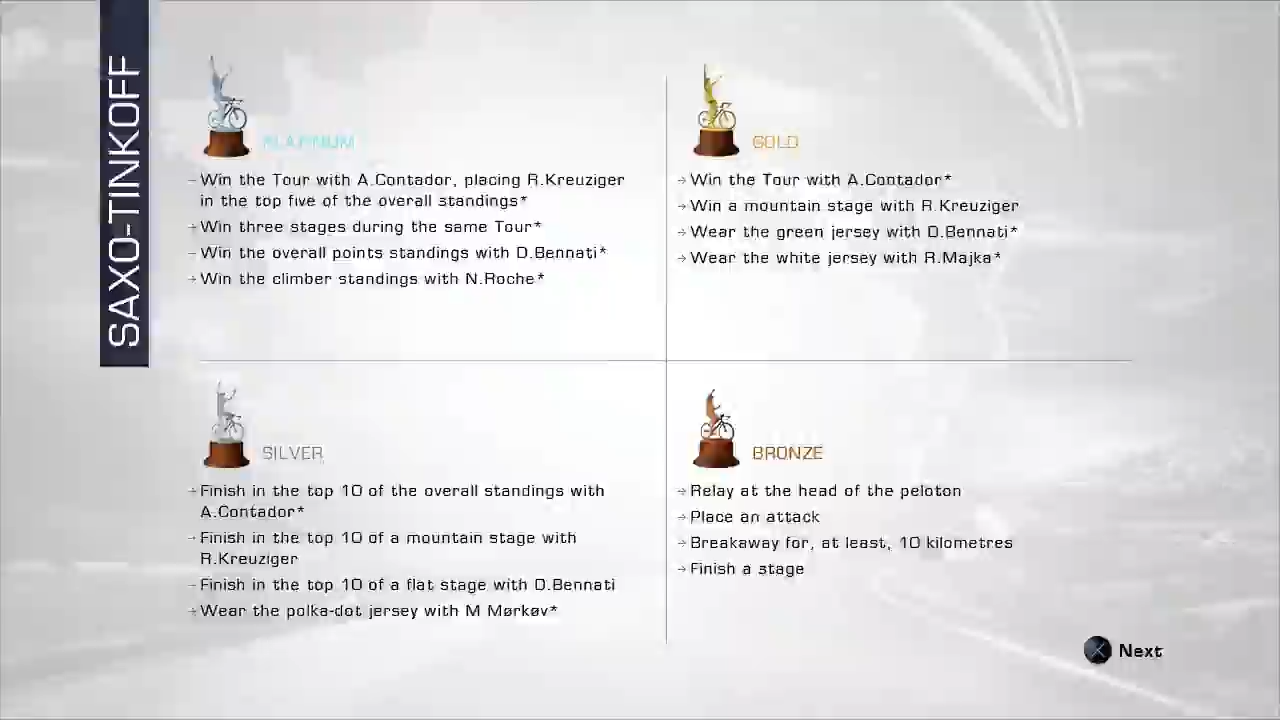 SAXO-TINKOFF
PLATINUM
Win the Tour with A.Contador, placing R.Kreuziger
in the top five of the overall standings*
Win three stages during the same Tour*
Win the overall points standings with D.Bennati*
Win the climber standings with N.Roche*
GOLD
Win the Tour with A.Contador*
Win a mountain stage with R.Kreuziger
Wear the green jersey with D.Bennati*
Wear the white jersey with R.Majka*
SILVER
Finish in the top 10 of the overall standings with
A.Contador*
Finish in the top 10 of a mountain stage with
R.Kreuziger
Finish in the top 10 of a flat stage with D.Bennati
Wear the polka-dot jersey with M Mørkøv*
BRONZE
Relay at the head of the peloton
Place an attack
Breakaway for, at least, 10 kilometres
Finish a stage
Next